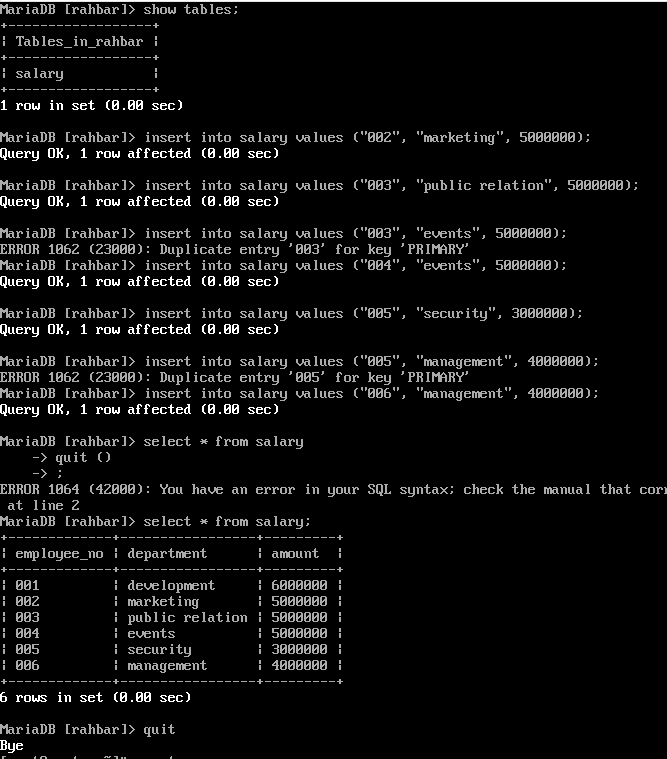 MariaDB [rahbar]> show tables;
+------------------+
| Tables_in_rahbar |
+------------------+
| salary           |
+------------------+
1 row in set (0.00 sec)
MariaDB [rahbar]> insert into salary values ("002", "marketing", 5000000);
Query OK, 1 row affected (0.00 sec)
MariaDB [rahbar]> insert into salary values ("003", "public relation", 5000000);
Query OK, 1 row affected (0.00 sec)
MariaDB [rahbar]> insert into salary values ("003", "events", 5000000);
ERROR 1062 (23000): Duplicate entry '003' for key 'PRIMARY'
MariaDB [rahbar]> insert into salary values ("004", "events", 5000000);
Query OK, 1 row affected (0.00 sec)
MariaDB [rahbar]> insert into salary values ("005", "security", 3000000);
Query OK, 1 row affected (0.00 sec)
MariaDB [rahbar]> insert into salary values ("005", "management", 4000000);
ERROR 1062 (23000): Duplicate entry '005' for key 'PRIMARY'
MariaDB [rahbar]> insert into salary values ("006", "management", 4000000);
Query OK, 1 row affected (0.00 sec)
MariaDB [rahbar]> select * from salary
    -> quit ()
    -> ;
ERROR 1064 (42000): You have an error in your SQL syntax; check the manual that corr
 at line 2
MariaDB [rahbar]> select * from salary;
+-------------+-----------------+---------+
| employee_no | department      | amount  |
+-------------+-----------------+---------+
| 001         | development     | 6000000 |
| 002         | marketing       | 5000000 |
| 003         | public relation | 5000000 |
| 004         | events          | 5000000 |
| 005         | security        | 3000000 |
| 006         | management      | 4000000 |
+-------------+-----------------+---------+
6 rows in set (0.00 sec)
MariaDB [rahbar]> quit
Bye